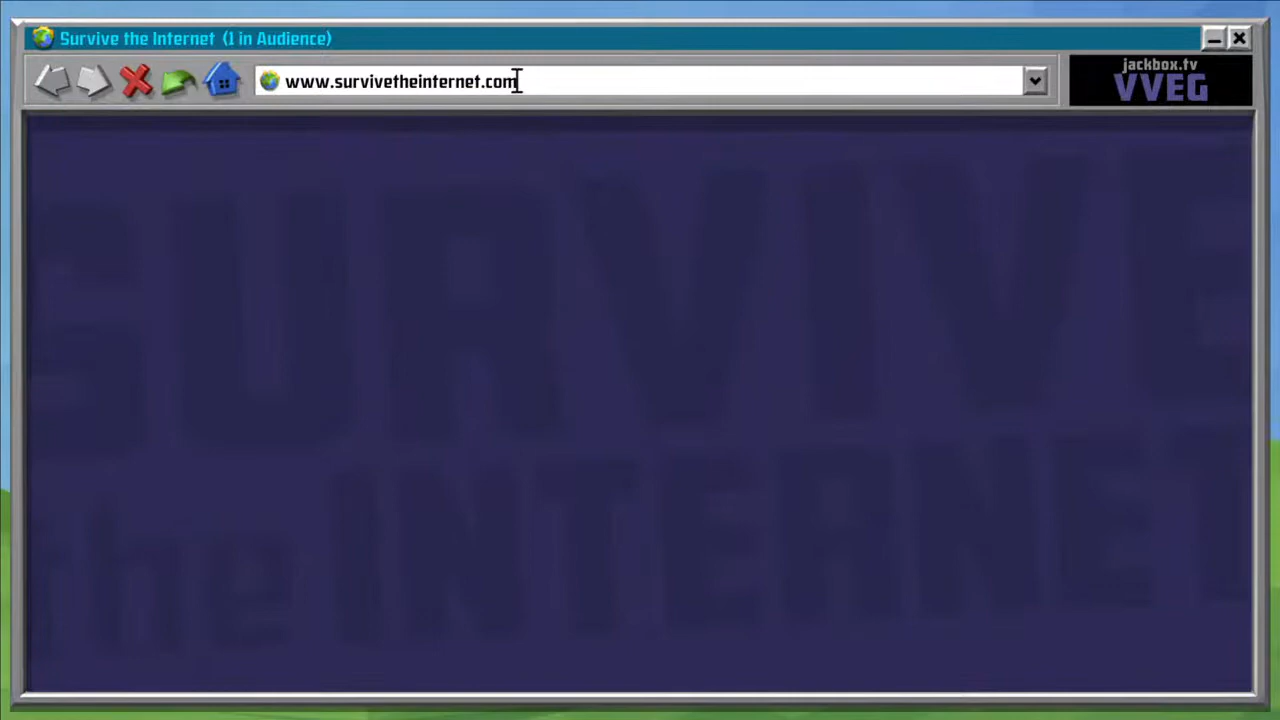 Survive the Internet (1 in Audience)
www.survivetheinternet.com
jackbox.tv
VVEG
SURVIVE
the INTERNET